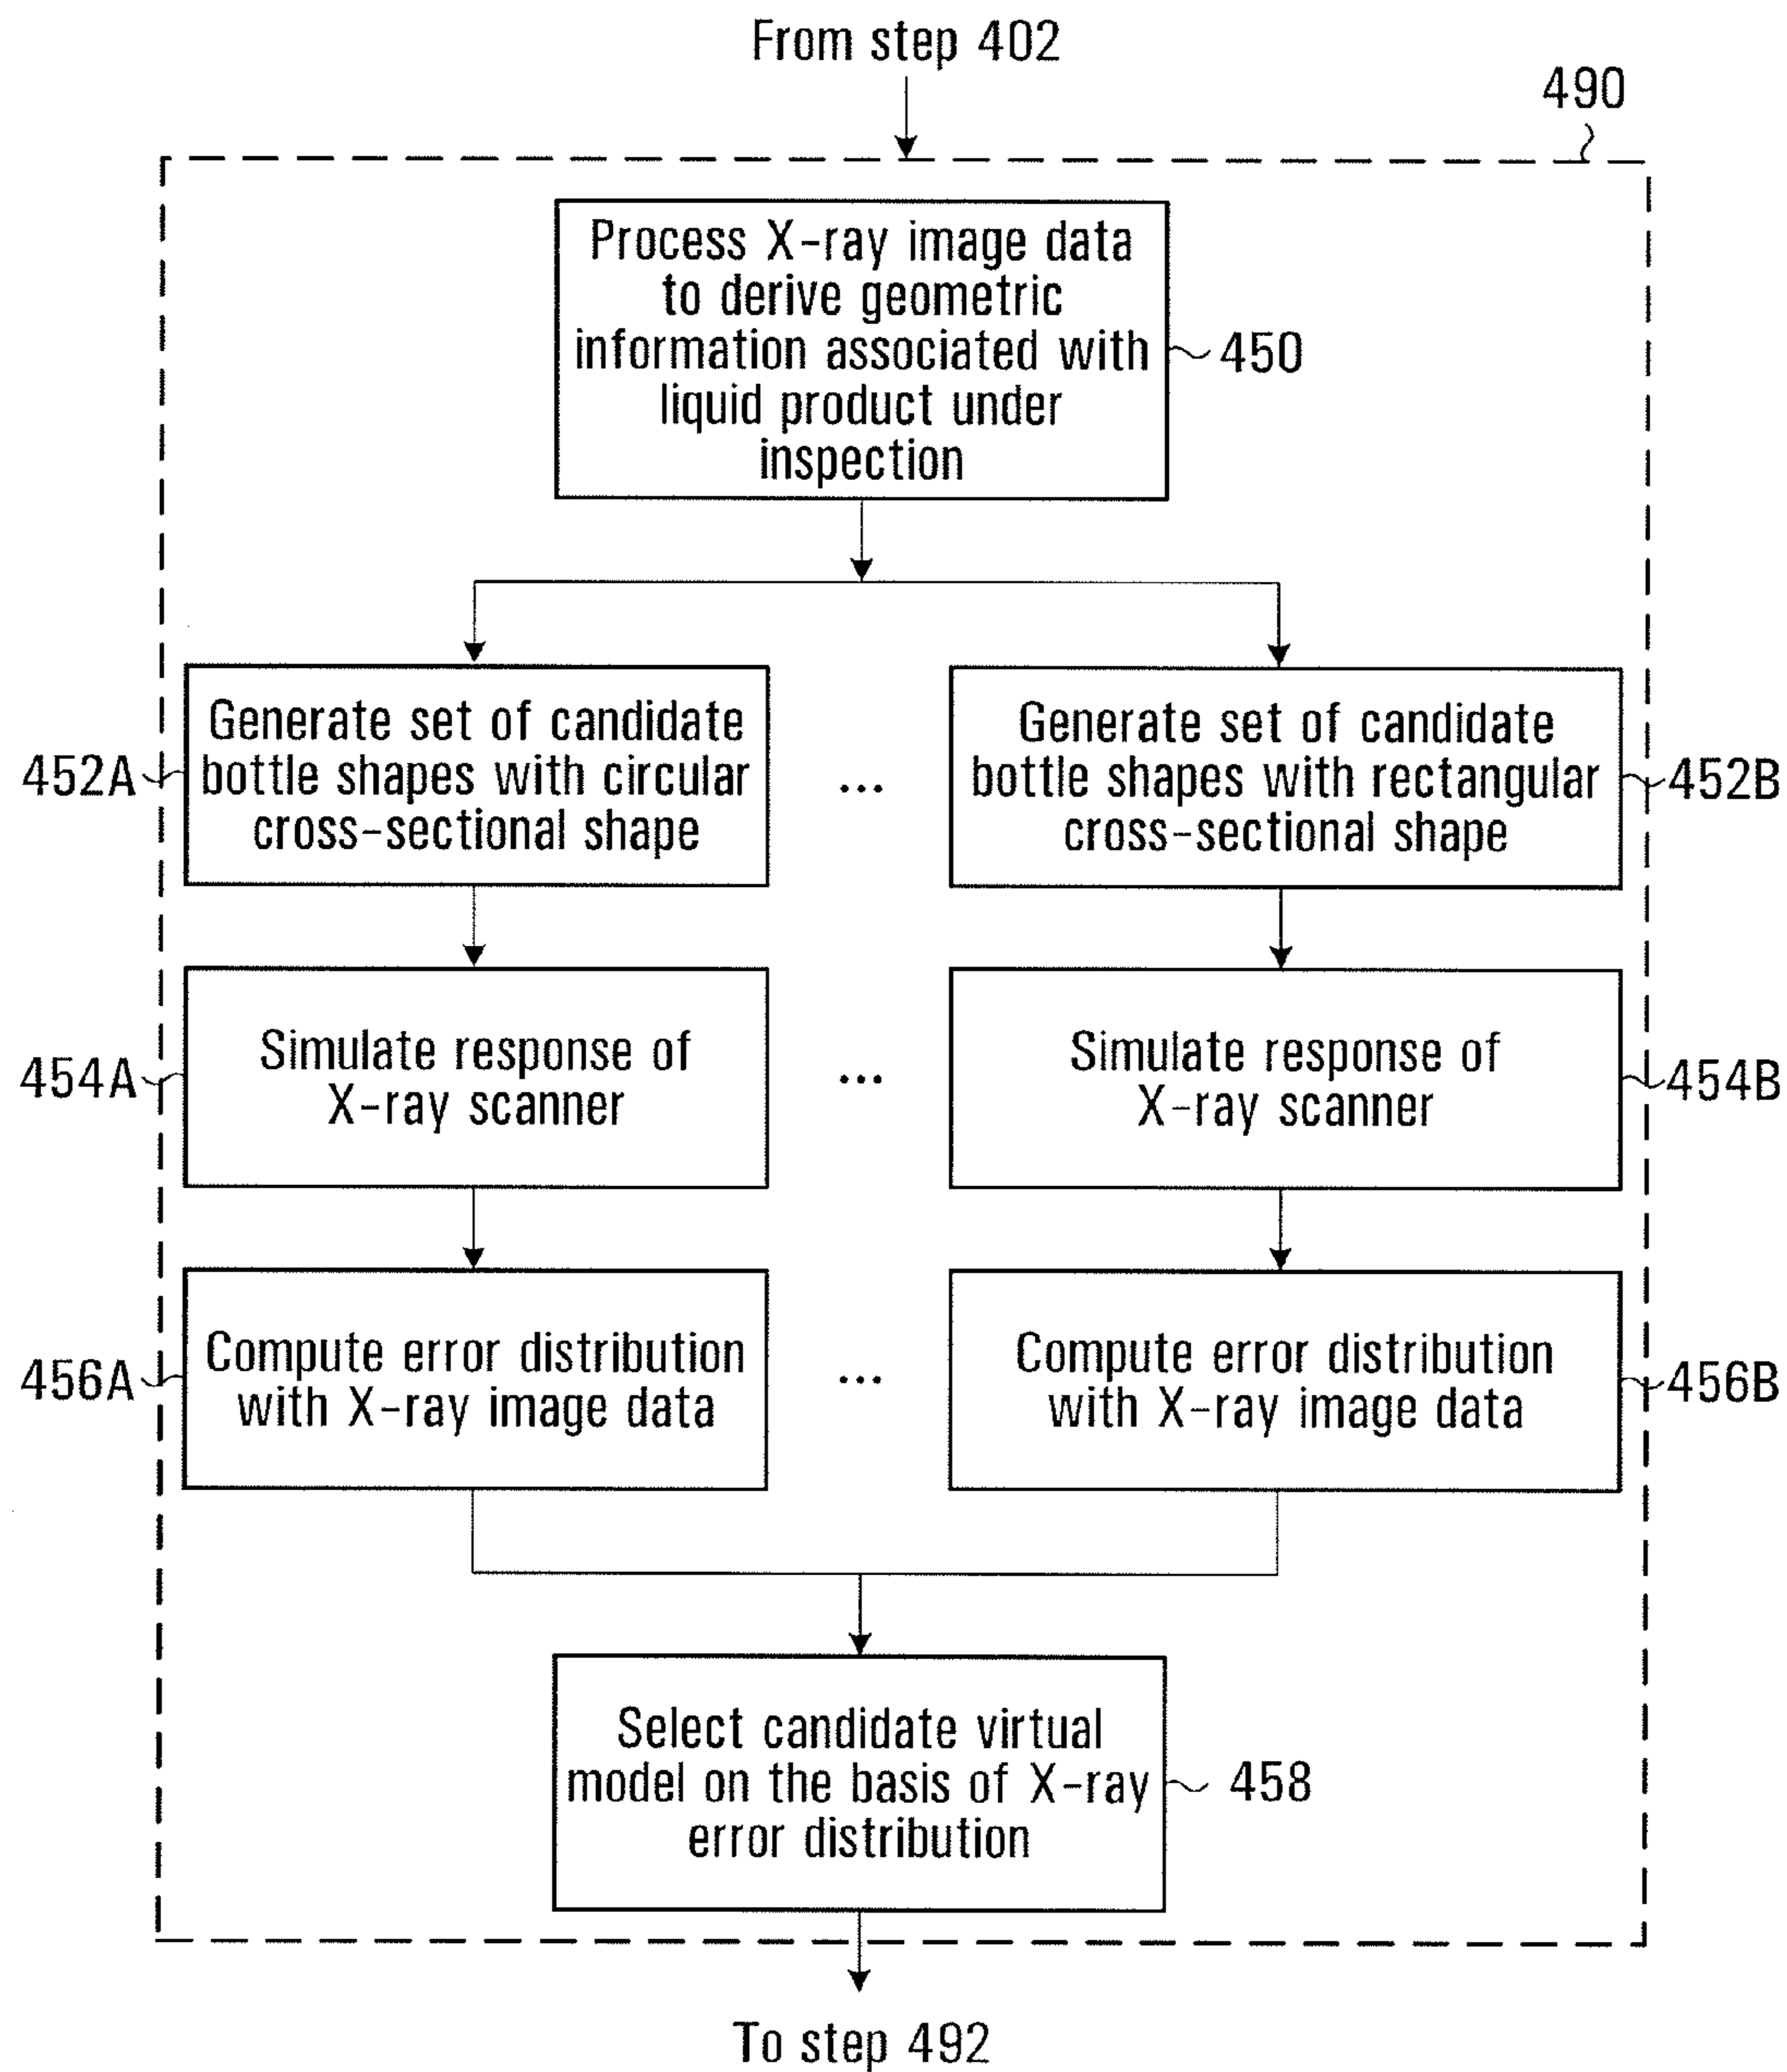 From step 402
490
Process X-ray image data
to derive geometric
information associated with
liquid product under
inspection
450
Generate set of candidate
bottle shapes with circular
cross-sectional shape
452A
...
Generate set of candidate
bottle shapes with rectangular
cross-sectional shape
452B
Simulate response of
X-ray scanner
454A
...
Simulate response of
X-ray scanner
454B
Compute error distribution
with X-ray image data
456A
...
Compute error distribution
with X-ray image data
456B
Select candidate virtual
model on the basis of X-ray
error distribution
458
To step 492